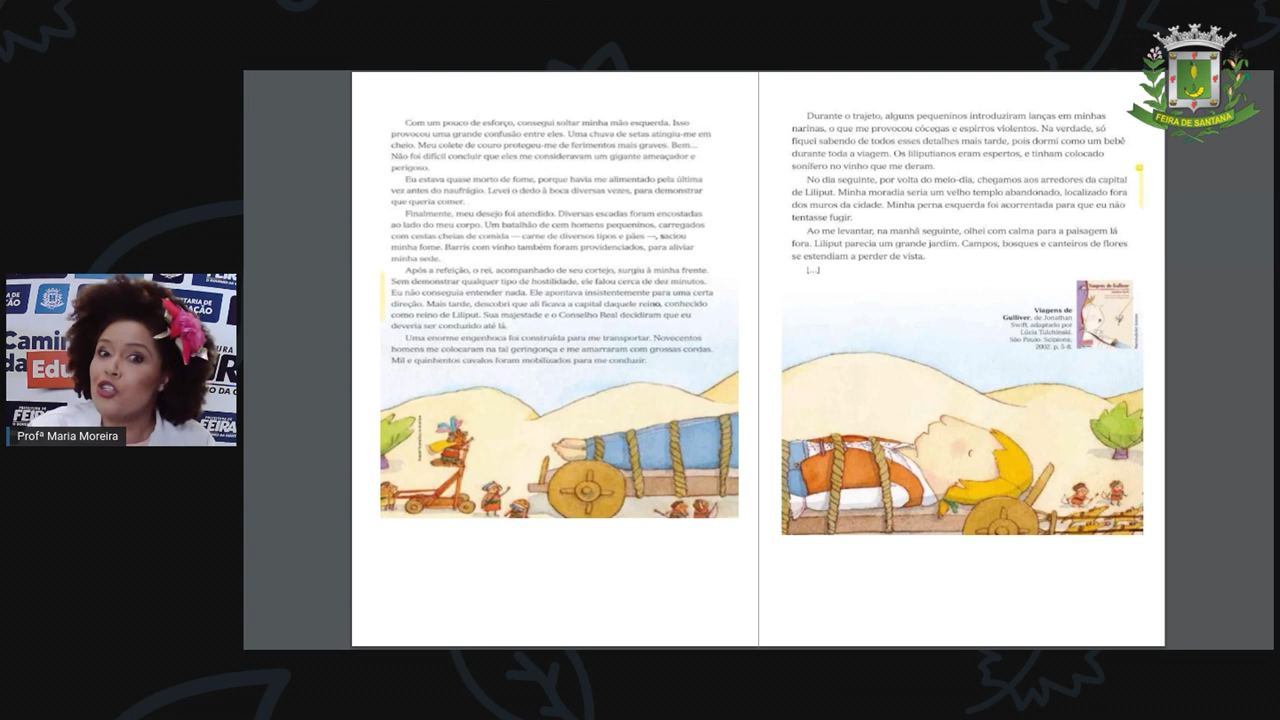 Com um pouco de esforço, consegui soltar minha mão esquerda. Isso
provocou uma grande confusão entre eles. Uma chuva de setas atingiu-me em
cheio. Meu colete de couro protegeu-me de ferimentos mais graves. Bem...
Não foi difícil concluir que eles me consideravam um gigante ameaçador e
perigoso.
Eu estava quase morto de fome, porque havia me alimentado pela última
vez antes do naufrágio. Levei o dedo à boca diversas vezes, para demonstrar
que queria comer.
Finalmente, meu desejo foi atendido. Diversas escadas foram encostadas
ao lado do meu corpo. Um batalhão de cem homens pequeninos, carregados
com cestas cheias de comida — carne de diversos tipos e pães —, saciou
minha fome. Barris com vinho também foram providenciados, para aliviar
minha sede.
Após a refeição, o rei, acompanhado de seu cortejo, surgiu à minha frente.
Sem demonstrar qualquer tipo de hostilidade, ele falou cerca de dez minutos.
Eu não conseguia entender nada. Ele apontava insistentemente para uma certa
direção. Mais tarde, descobri que ali ficava a capital daquele reino, conhecido
como reino de Liliput. Sua majestade e o Conselho Real decidiram que eu
deveria ser conduzido até lá.
Uma enorme engenhoca foi construída para me transportar. Novecentos
homens me colocaram na tal geringonça e me amarraram com grossas cordas.
Mil e quinhentos cavalos foram mobilizados para me conduzir.
Durante o trajeto, alguns pequeninos introduziram lanças em minhas
narinas, o que me provocou cócegas e espirros violentos. Na verdade, só
fiquei sabendo de todos esses detalhes mais tarde, pois dormi como um bebê
durante toda a viagem. Os liliputianos eram espertos, e tinham colocado
sonífero no vinho que me deram.
No dia seguinte, por volta do meio-dia, chegamos aos arredores da capital
de Liliput. Minha moradia seria um velho templo abandonado, localizado fora
dos muros da cidade. Minha perna esquerda foi acorrentada para que eu não
tentasse fugir.
Ao me levantar, na manhã seguinte, olhei com calma para a paisagem lá
fora. Liliput parecia um grande jardim. Campos, bosques e canteiros de flores
se estendiam a perder de vista.
[...]
Viagens de
Gulliver, de Jonathan
Swift, adaptado por
Lúcia Tulchinski.
São Paulo: Scipione,
2002. p. 5-8.
Viagens de Gulliver
FEIRA DE SANTANA
Camin
da
Edu
FEIRA
Profª Maria Moreira